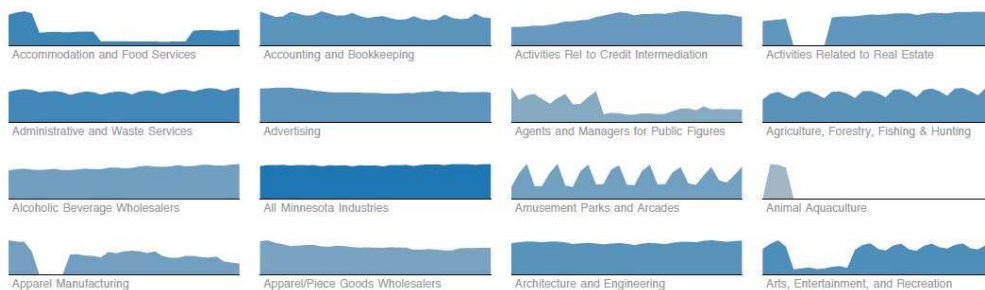 Accommodation and Food Services
Accounting and Bookkeeping
Activities Rel to Credit Intermediation
Activities Related to Real Estate
Administrative and Waste Services
Advertising
Agents and Managers for Public Figures
Agriculture, Forestry, Fishing & Hunting
Alcoholic Beverage Wholesalers
All Minnesota Industries
Amusement Parks and Arcades
Animal Aquaculture
Apparel Manufacturing
Apparel/Piece Goods Wholesalers
Architecture and Engineering
Arts, Entertainment, and Recreation